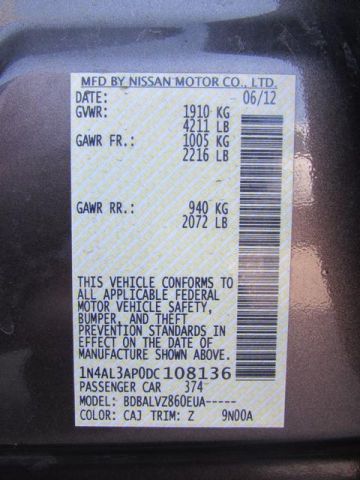 MFD BY NISSAN MOTOR CO., LTD.
DATE: 06/12
GVWR: 1910 KG
4211 LB
GAWR FR.: 1005 KG
2216 LB
GAWR RR.: 940 KG
2072 LB
THIS VEHICLE CONFORMS TO
ALL APPLICABLE FEDERAL
MOTOR VEHICLE SAFETY,
BUMPER, AND THEFT
PREVENTION STANDARDS IN
EFFECT ON THE DATE OF
MANUFACTURE SHOWN ABOVE.
1N4AL3AP0DC108136
PASSENGER CAR 374
MODEL: BDBALVZ860EUA-----
COLOR: CAJ TRIM: Z 9N00A